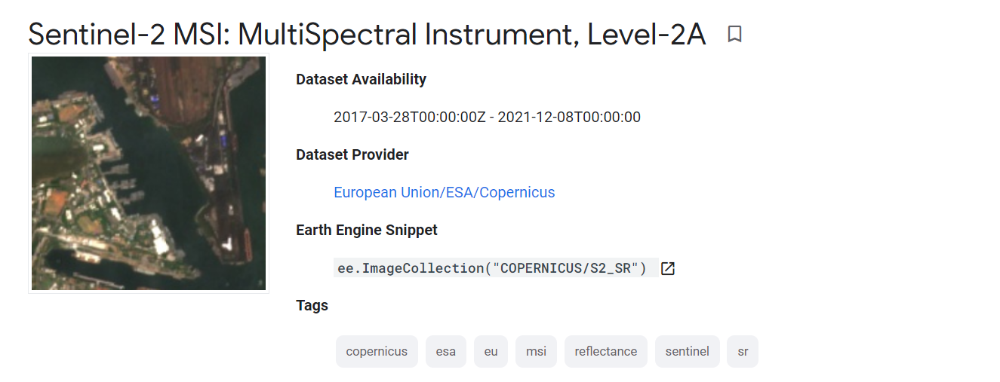 Sentinel-2 MSI: MultiSpectral Instrument, Level-2A
Dataset Availability
2017-03-28T00:00:00Z - 2021-12-08T00:00:00
Dataset Provider
European Union/ESA/Copernicus
Earth Engine Snippet
ee.ImageCollection("COPERNICUS/S2_SR")
Tags
copernicus esa eu msi reflectance sentinel sr